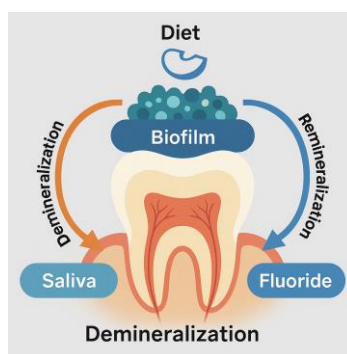 Diet
Biofilm
Demineralization
Remineralization
Saliva
Fluoride
Demineralization